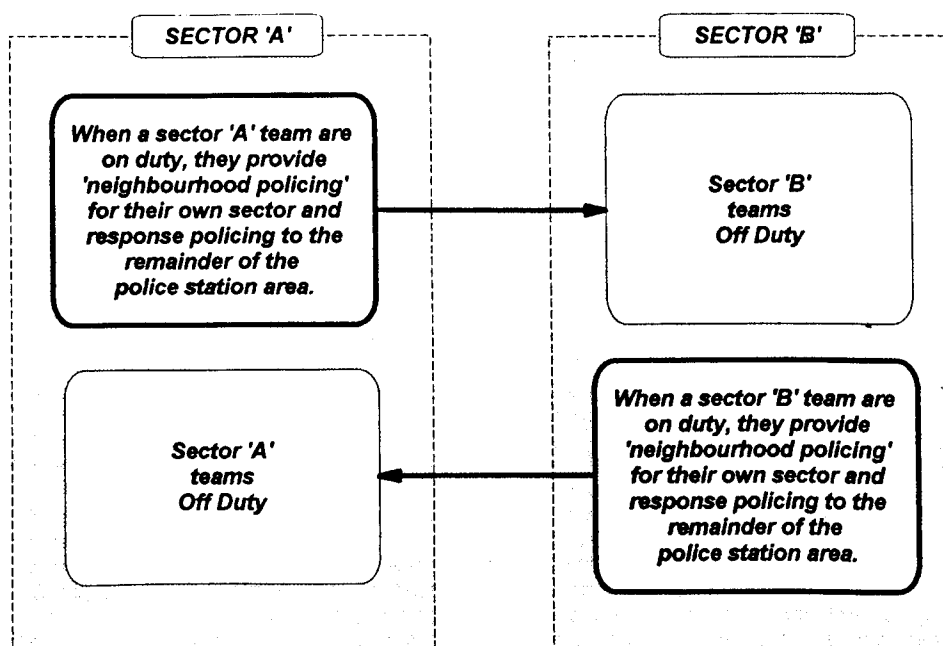 SECTOR 'A'
SECTOR 'B'
When a sector 'A' team are
on duty, they provide
'neighbourhood policing'
for their own sector and
response policing to the
remainder of the
police station area.
Sector 'B'
teams
Off Duty
Sector 'A'
teams
Off Duty
When a sector 'B' team are
on duty, they provide
'neighbourhood policing'
for their own sector and
response policing to the
remainder of the
police station area.